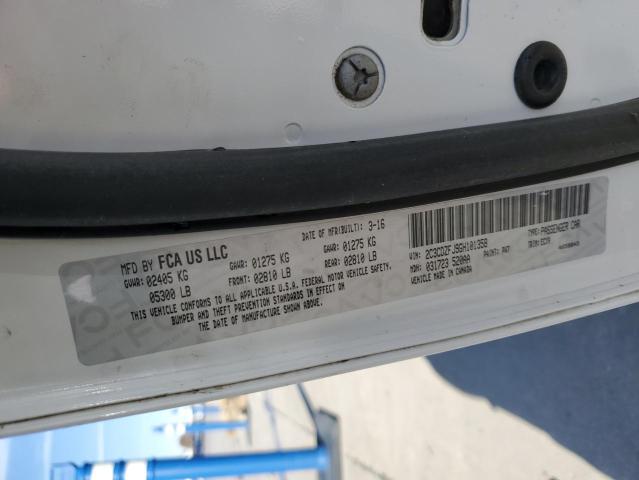 MFD BY FCA US LLC
DATE OF MFR(BUILT): 3-16
GVWR: 02405 KG
05300 LB
GAWR: 01275 KG
FRONT: 02810 LB
GAWR: 01275 KG
REAR: 02810 LB
THIS VEHICLE CONFORMS TO ALL APPLICABLE U.S.A. FEDERAL MOTOR VEHICLE SAFETY,
BUMPER AND THEFT PREVENTION STANDARDS IN EFFECT ON
THE DATE OF MANUFACTURE SHOWN ABOVE.
VIN: 2C3CDZFJ9GH101358
TYPE: PASSENGER CAR
MDH: 031723 520AA
PAINT: PW7
TRIM: ECX9
VEHICLE MADE IN CANADA